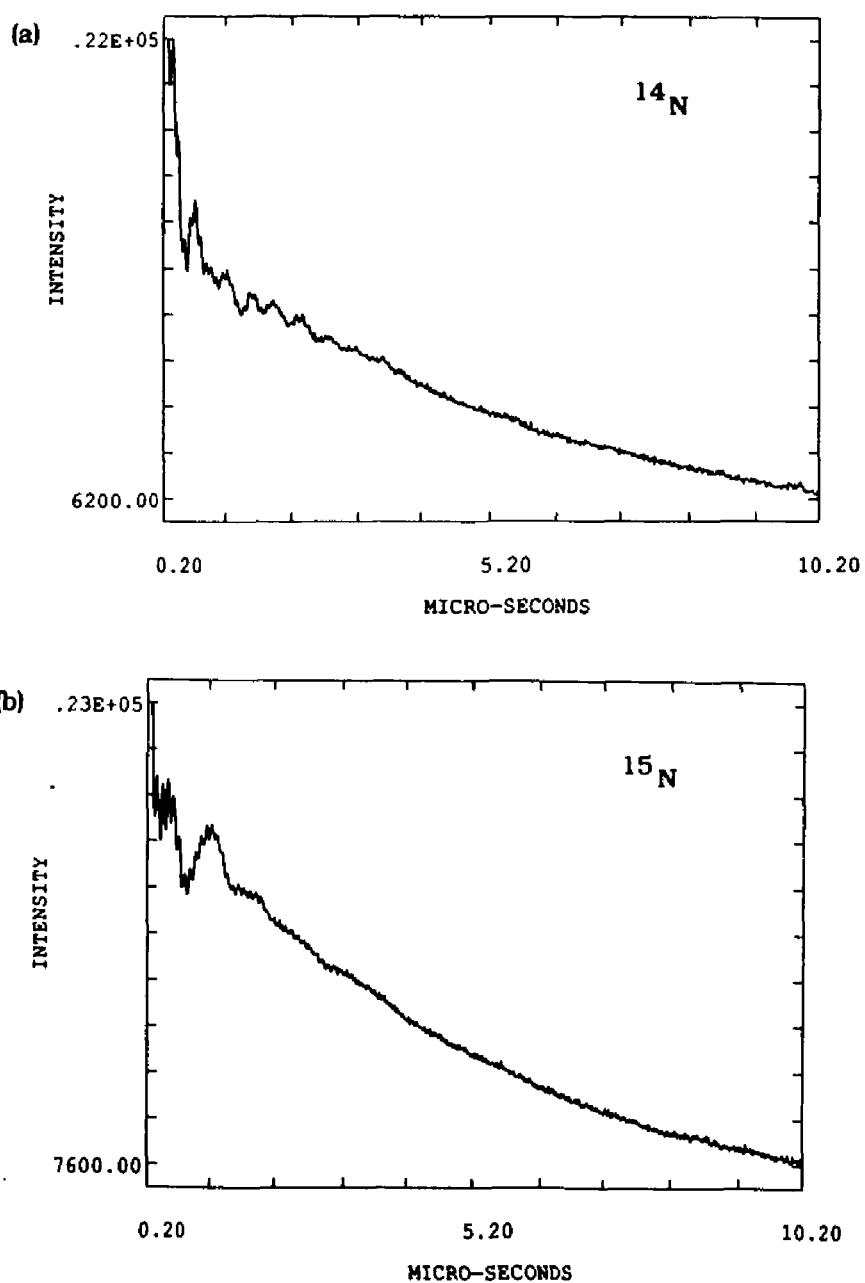 (a)
.22E+05
14N
INTENSITY
6200.00
0.20 5.20 10.20
MICRO-SECONDS
(b)
.23E+05
15N
INTENSITY
7600.00
0.20 5.20 10.20
MICRO-SECONDS